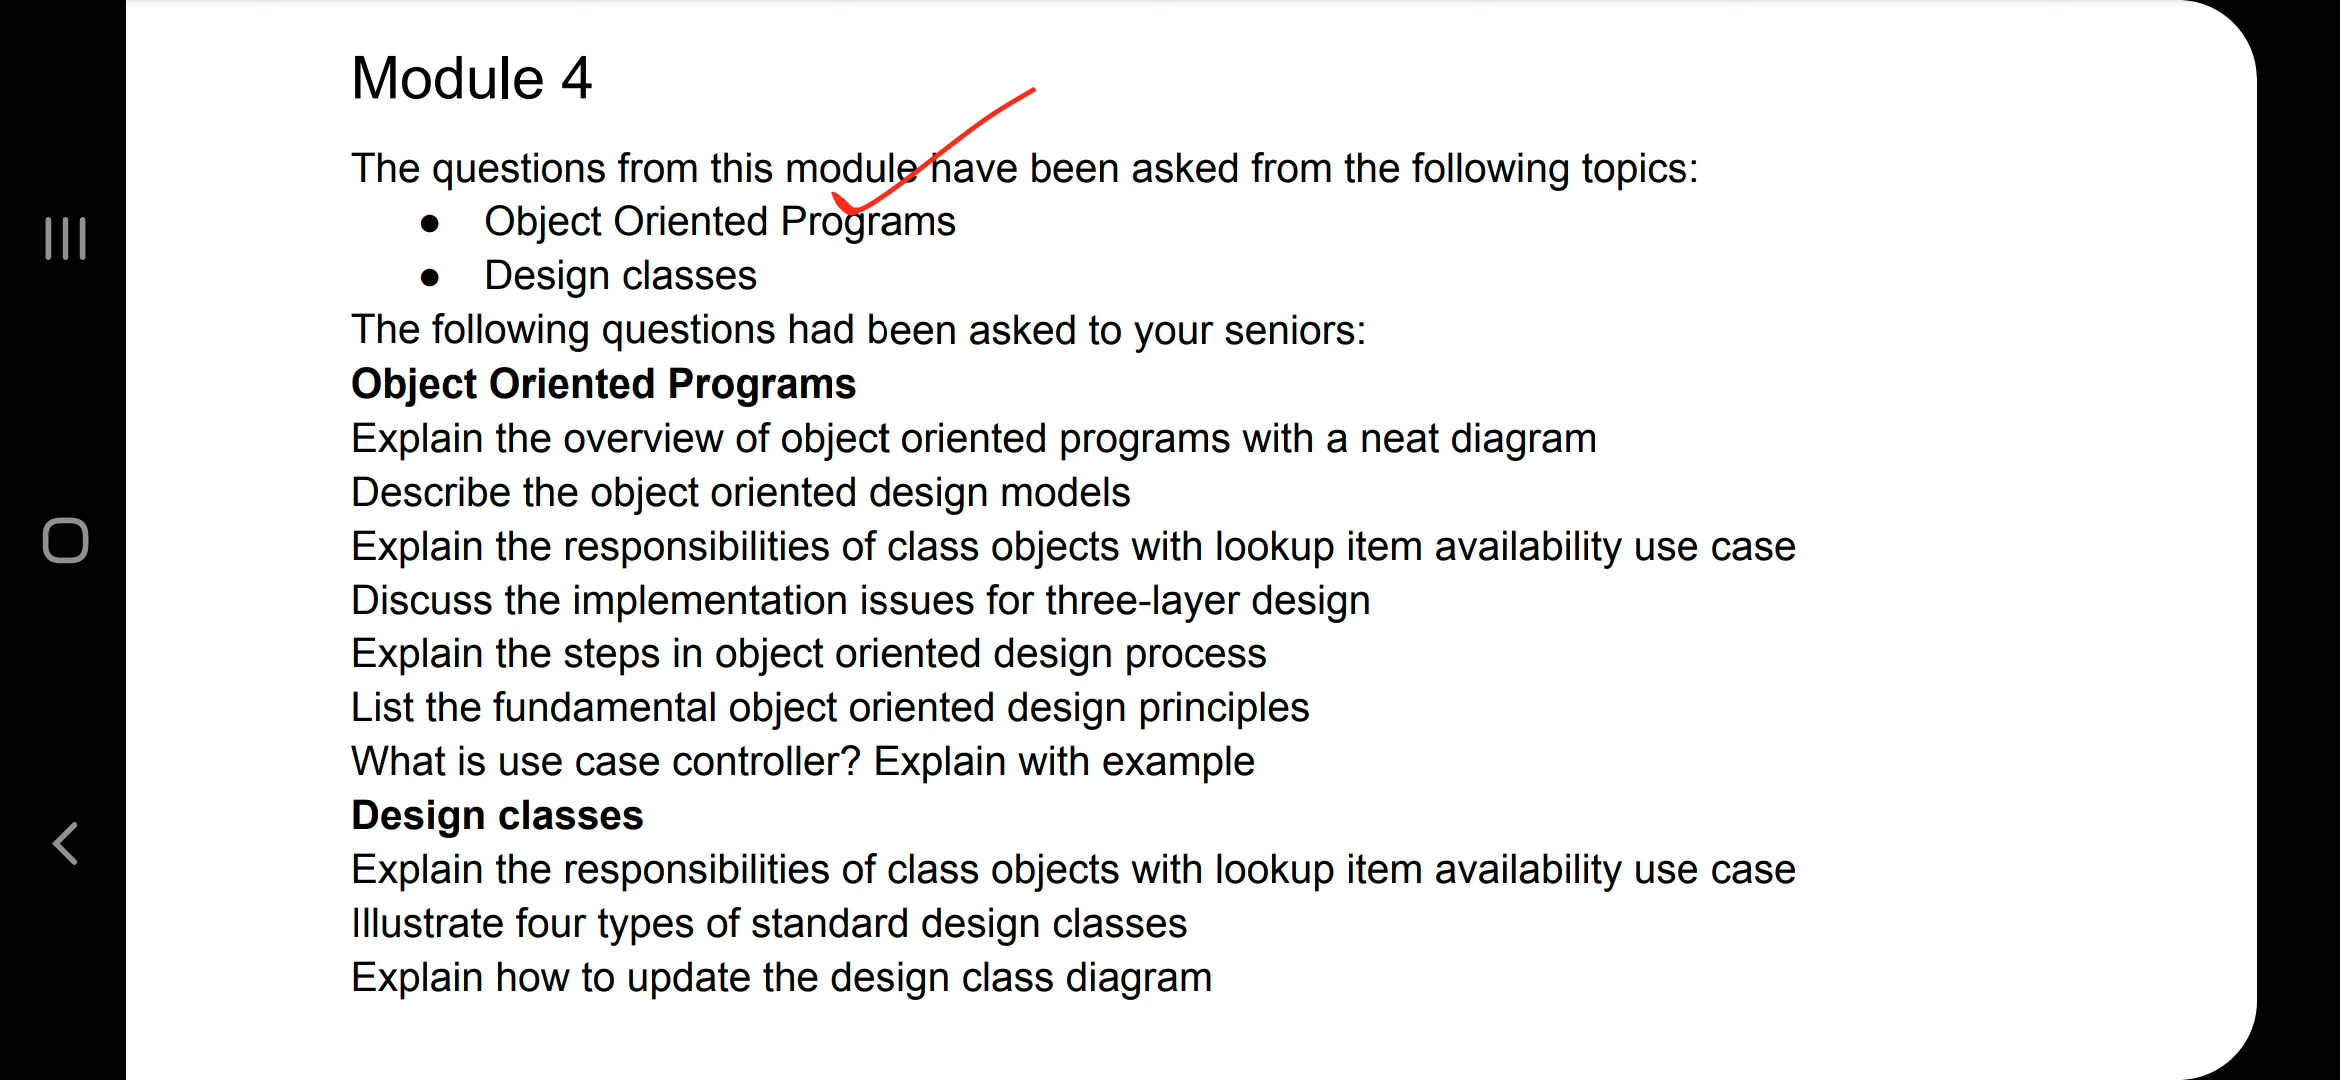 Module 4
The questions from this module have been asked from the following topics:
● Object Oriented Programs
● Design classes
The following questions had been asked to your seniors:
Object Oriented Programs
Explain the overview of object oriented programs with a neat diagram
Describe the object oriented design models
Explain the responsibilities of class objects with lookup item availability use case
Discuss the implementation issues for three-layer design
Explain the steps in object oriented design process
List the fundamental object oriented design principles
What is use case controller? Explain with example
Design classes
Explain the responsibilities of class objects with lookup item availability use case
Illustrate four types of standard design classes
Explain how to update the design class diagram